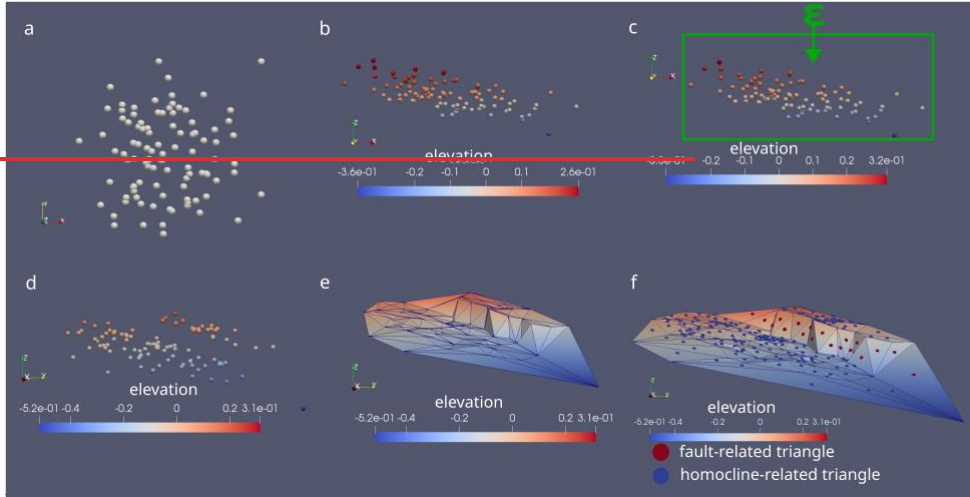 a
b
c
ε
elevation
-3.6e-01 -0.2 -0.1 0 0.1 2.6e-01
elevation
-0.2 -0.1 0 0.1 0.2 3.2e-01
d
e
f
elevation
-5.2e-01 -0.4 -0.2 0 0.2 3.1e-01
elevation
-5.2e-01 -0.4 -0.2 0 0.2 3.1e-01
elevation
-5.2e-01 -0.4 -0.2 0 0.2 3.1e-01
fault-related triangle
homocline-related triangle